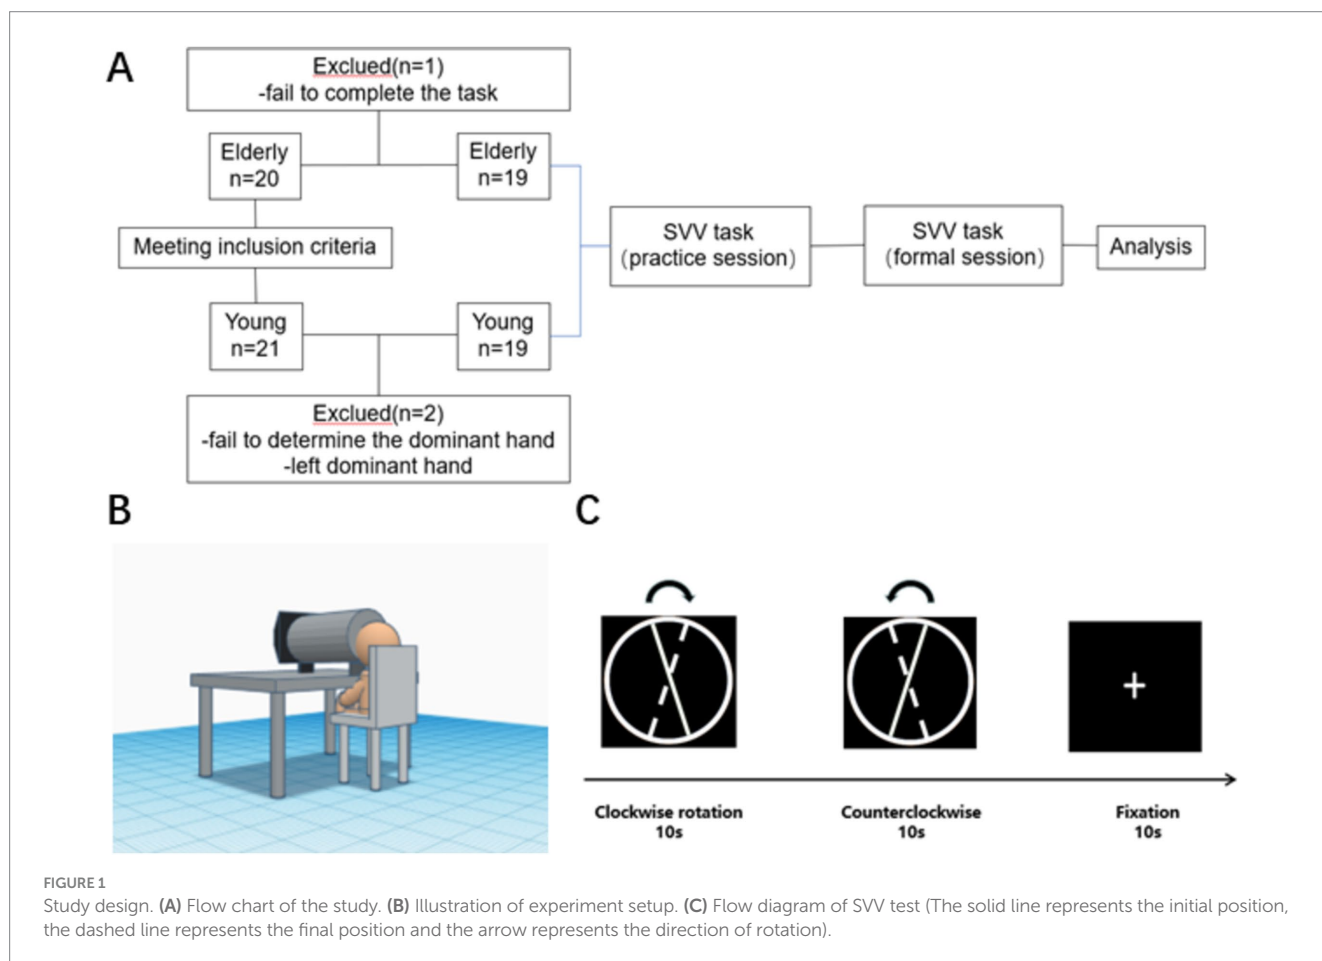 A
Exclued(n=1)
-fail to complete the task
Elderly
n=20
Elderly
n=19
Meeting inclusion criteria
SVV task
(practice session)
SVV task
(formal session)
Analysis
Young
n=21
Young
n=19
Exclued(n=2)
-fail to determine the dominant hand
-left dominant hand
B
C
Clockwise rotation
10s
Counterclockwise
10s
Fixation
10s
FIGURE 1
Study design. (A) Flow chart of the study. (B) Illustration of experiment setup. (C) Flow diagram of SVV test (The solid line represents the initial position,
the dashed line represents the final position and the arrow represents the direction of rotation).